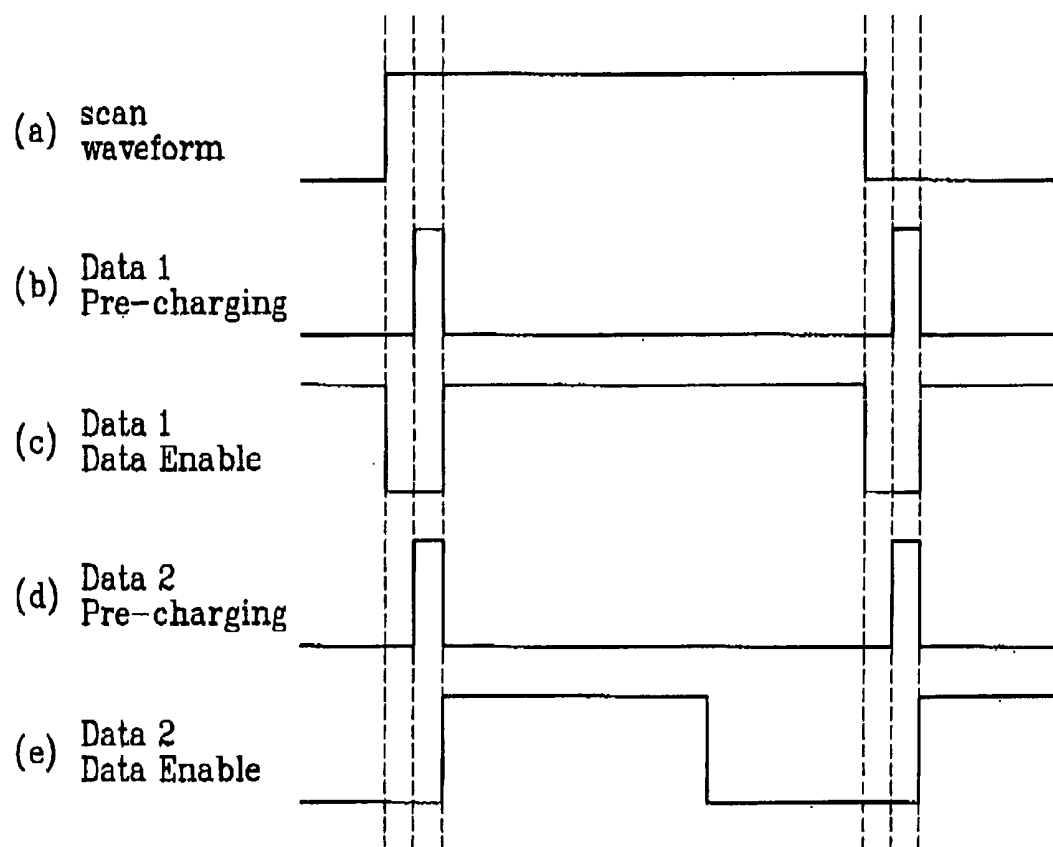 (a) scan
waveform
(b) Data 1
Pre-charging
(c) Data 1
Data Enable
(d) Data 2
Pre-charging
(e) Data 2
Data Enable